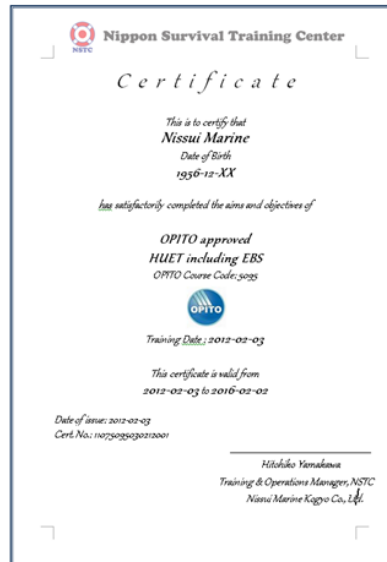 NSTC
Nippon Survival Training Center
Certificate
This is to certify that
Nissui Marine
Date of Birth
1956-12-XX
has satisfactorily completed the aims and objectives of
OPITO approved
HUET including EBS
OPITO Course Code: 5095
OPITO
Training Date : 2012-02-03
This certificate is valid from
2012-02-03 to 2016-02-02
Date of issue: 2012-02-03
Cert. No.: 11075095030212001
Hitohiko Yamakawa
Training & Operations Manager, NSTC
Nissui Marine Kogyo Co., Ltd.